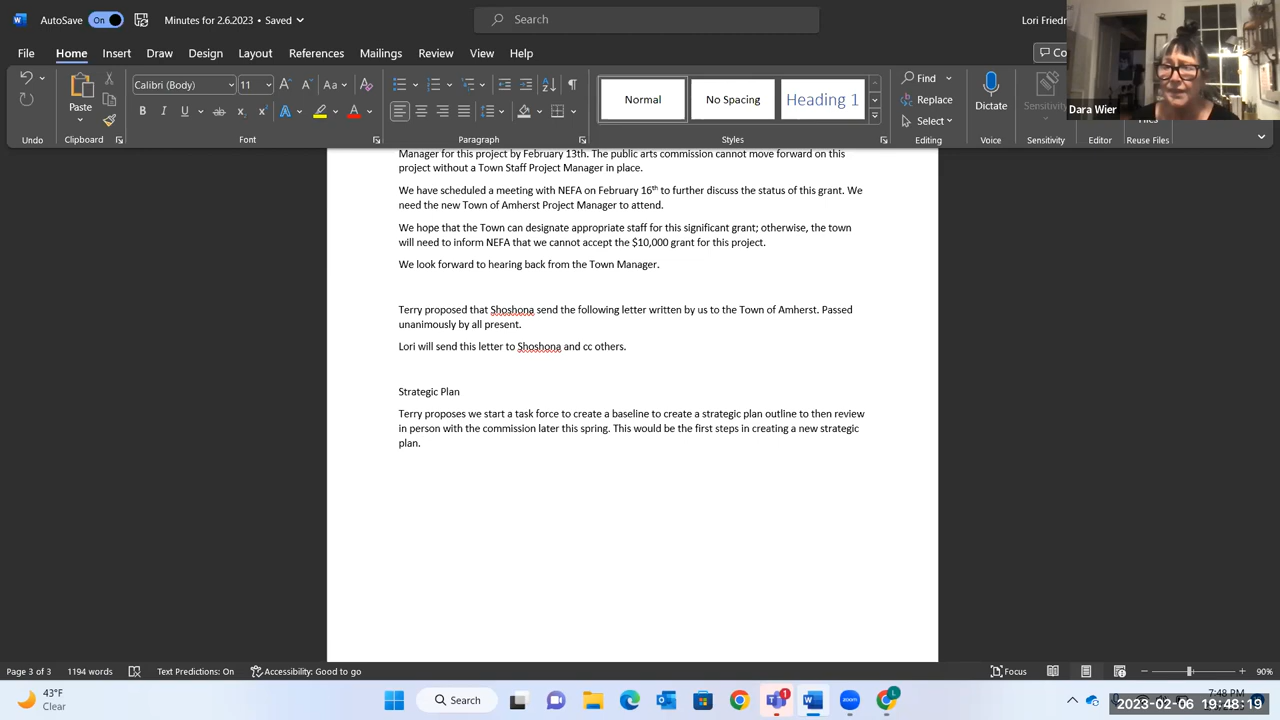 AutoSave On Minutes for 2.6.2023 • Saved Search Lori Friedr
File Home Insert Draw Design Layout References Mailings Review View Help Co
Calibri (Body) 11 Normal No Spacing Heading 1 Find Replace Select
Paste Dictate Sensitivity Files Dara Wier
Undo Clipboard Font Paragraph Styles Editing Voice Sensitivity Editor Reuse Files
Manager for this project by February 13th. The public arts commission cannot move forward on this
project without a Town Staff Project Manager in place.
We have scheduled a meeting with NEFA on February 16th to further discuss the status of this grant. We
need the new Town of Amherst Project Manager to attend.
We hope that the Town can designate appropriate staff for this significant grant; otherwise, the town
will need to inform NEFA that we cannot accept the $10,000 grant for this project.
We look forward to hearing back from the Town Manager.
Terry proposed that Shoshona send the following letter written by us to the Town of Amherst. Passed
unanimously by all present.
Lori will send this letter to Shoshona and cc others.
Strategic Plan
Terry proposes we start a task force to create a baseline to create a strategic plan outline to then review
in person with the commission later this spring. This would be the first steps in creating a new strategic
plan.
Page 3 of 3 1194 words Text Predictions: On Accessibility: Good to go Focus 90%
43°F
Clear
Search
7:48 PM
2023-02-06 19:48:19